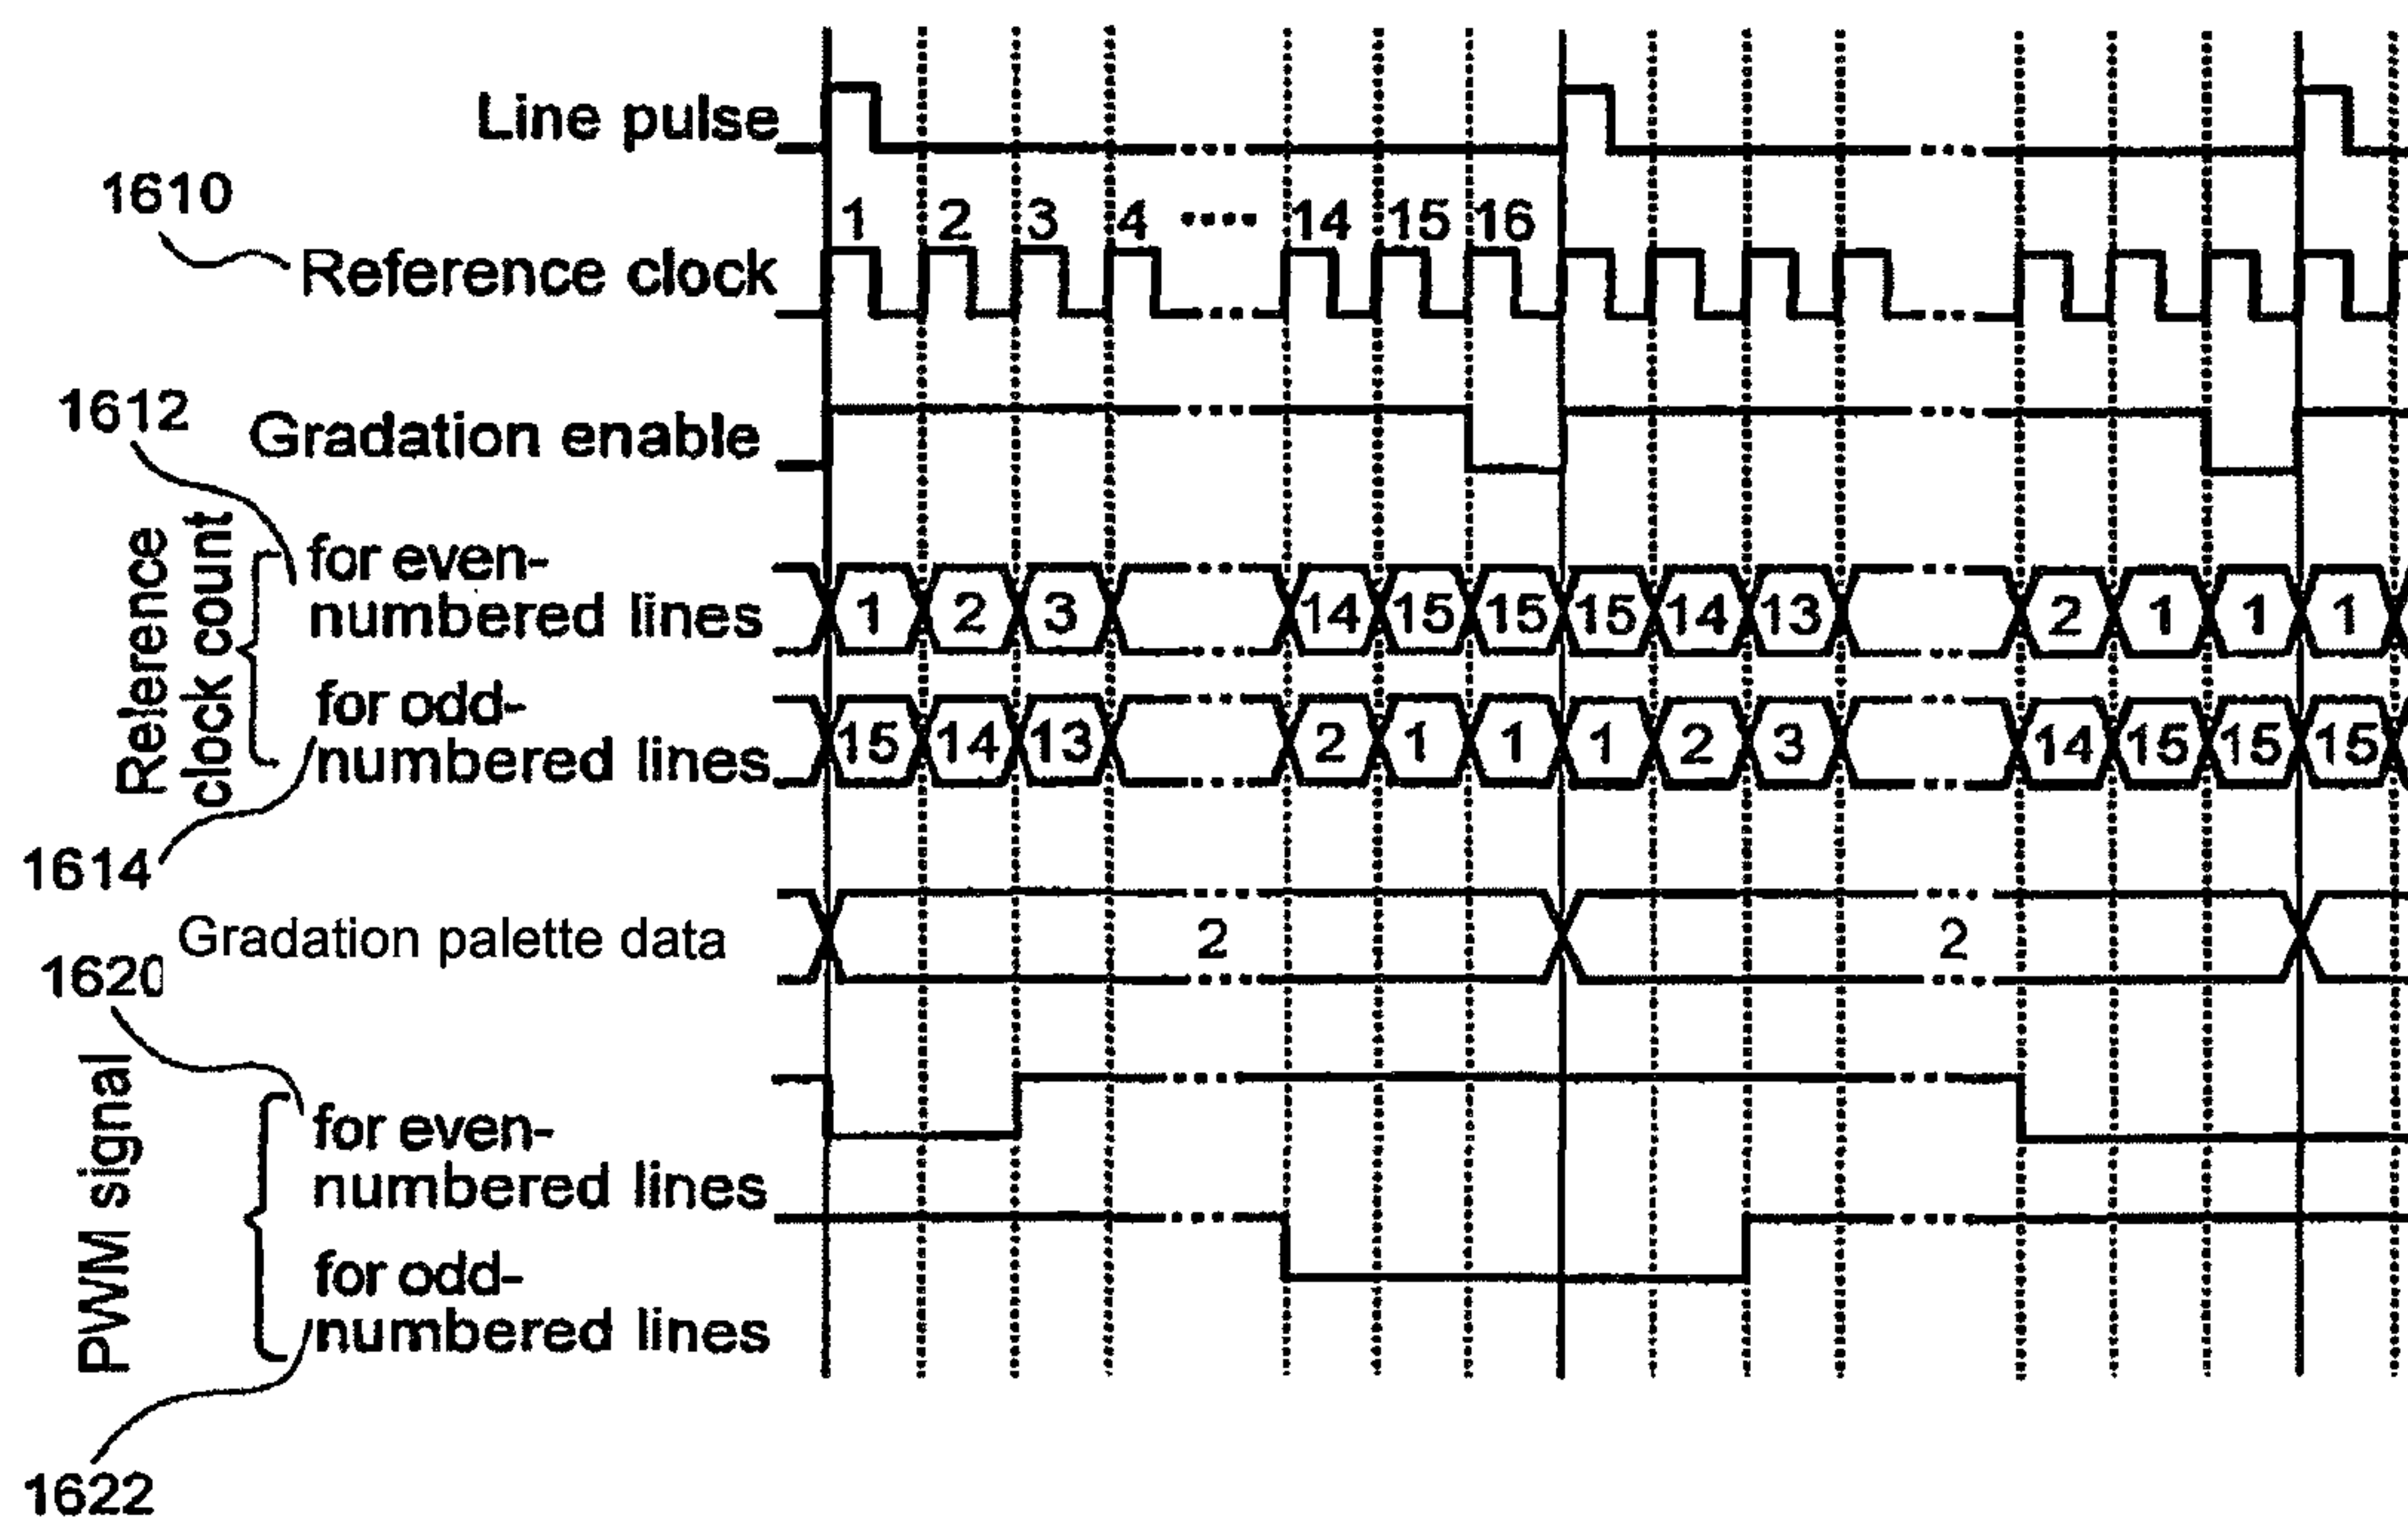 Line pulse
1610
1 2 3 4 ···· 14 15 16
Reference clock
1612
Gradation enable
Relerence
clock count
for even-
numbered lines
1 2 3 14 15 15 15 14 13 2 1 1 1
for odd-
numbered lines
15 14 13 2 1 1 1 2 3 14 15 15 15
1614
Gradation palette data
2 2
1620
PWM signal
for even-
numbered lines
for odd-
numbered lines
1622